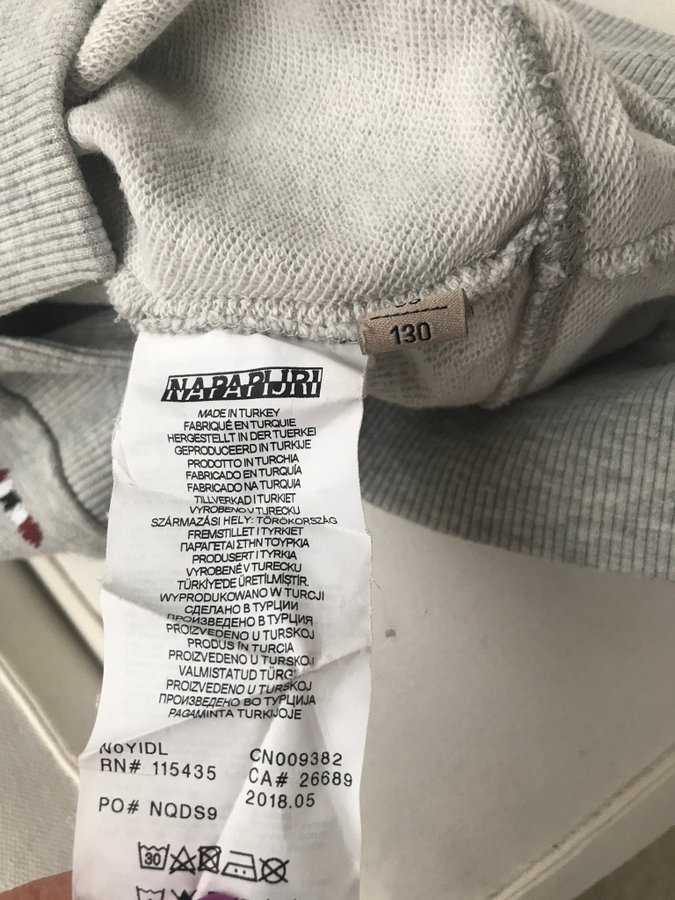 130
NAPAPIJRI
MADE IN TURKEY
FABRIQUÉ EN TURQUIE
HERGESTELLT IN DER TUERKEI
GEPRODUCEERD IN TURKIJE
PRODOTTO IN TURCHIA
FABRICADO EN TURQUÍA
FABRICADO NA TURQUIA
TILLVERKAD I TURKIET
VYROBENO V TURECKU
SZÁRMAZÁSI HELY: TÖRÖKORSZÁG
FREMSTILLET I TYRKIET
ΠΑΡΑΓΕΤΑΙ ΣΤΗΝ ΤΟΥΡΚΙΑ
PRODUSERT I TYRKIA
VYROBENÉ V TURECKU
TÜRKİYE'DE ÜRETİLMİŞTİR.
WYPRODUKOWANO W TURCJI
СДЕЛАНО В ТУРЦИИ
ПРОИЗВЕДЕНО В ТУРЦИЯ
PROIZVEDENO U TURSKOJ
PRODUS ÎN TURCIA
PROIZVEDENO U TURSKOJ
VALMISTATUD TÜRGI
PROIZVEDENO U TURSKOJ
ПРОИЗВЕДЕНО ВО ТУРЦИЈА
PAGAMINTA TURKIJOJE
N0YIDL CN009382
RN# 115435 CA# 26689
PO# NQDS9 2018.05
30